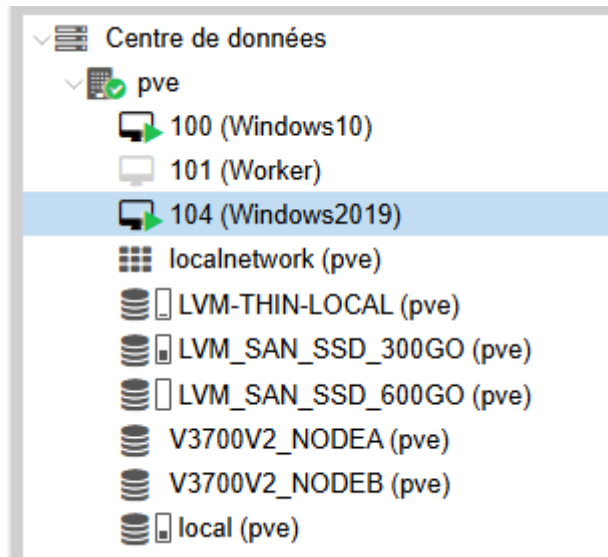 Centre de données
pve
100 (Windows10)
101 (Worker)
104 (Windows2019)
localnetwork (pve)
LVM-THIN-LOCAL (pve)
LVM_SAN_SSD_300GO (pve)
LVM_SAN_SSD_600GO (pve)
V3700V2_NODEA (pve)
V3700V2_NODEB (pve)
local (pve)